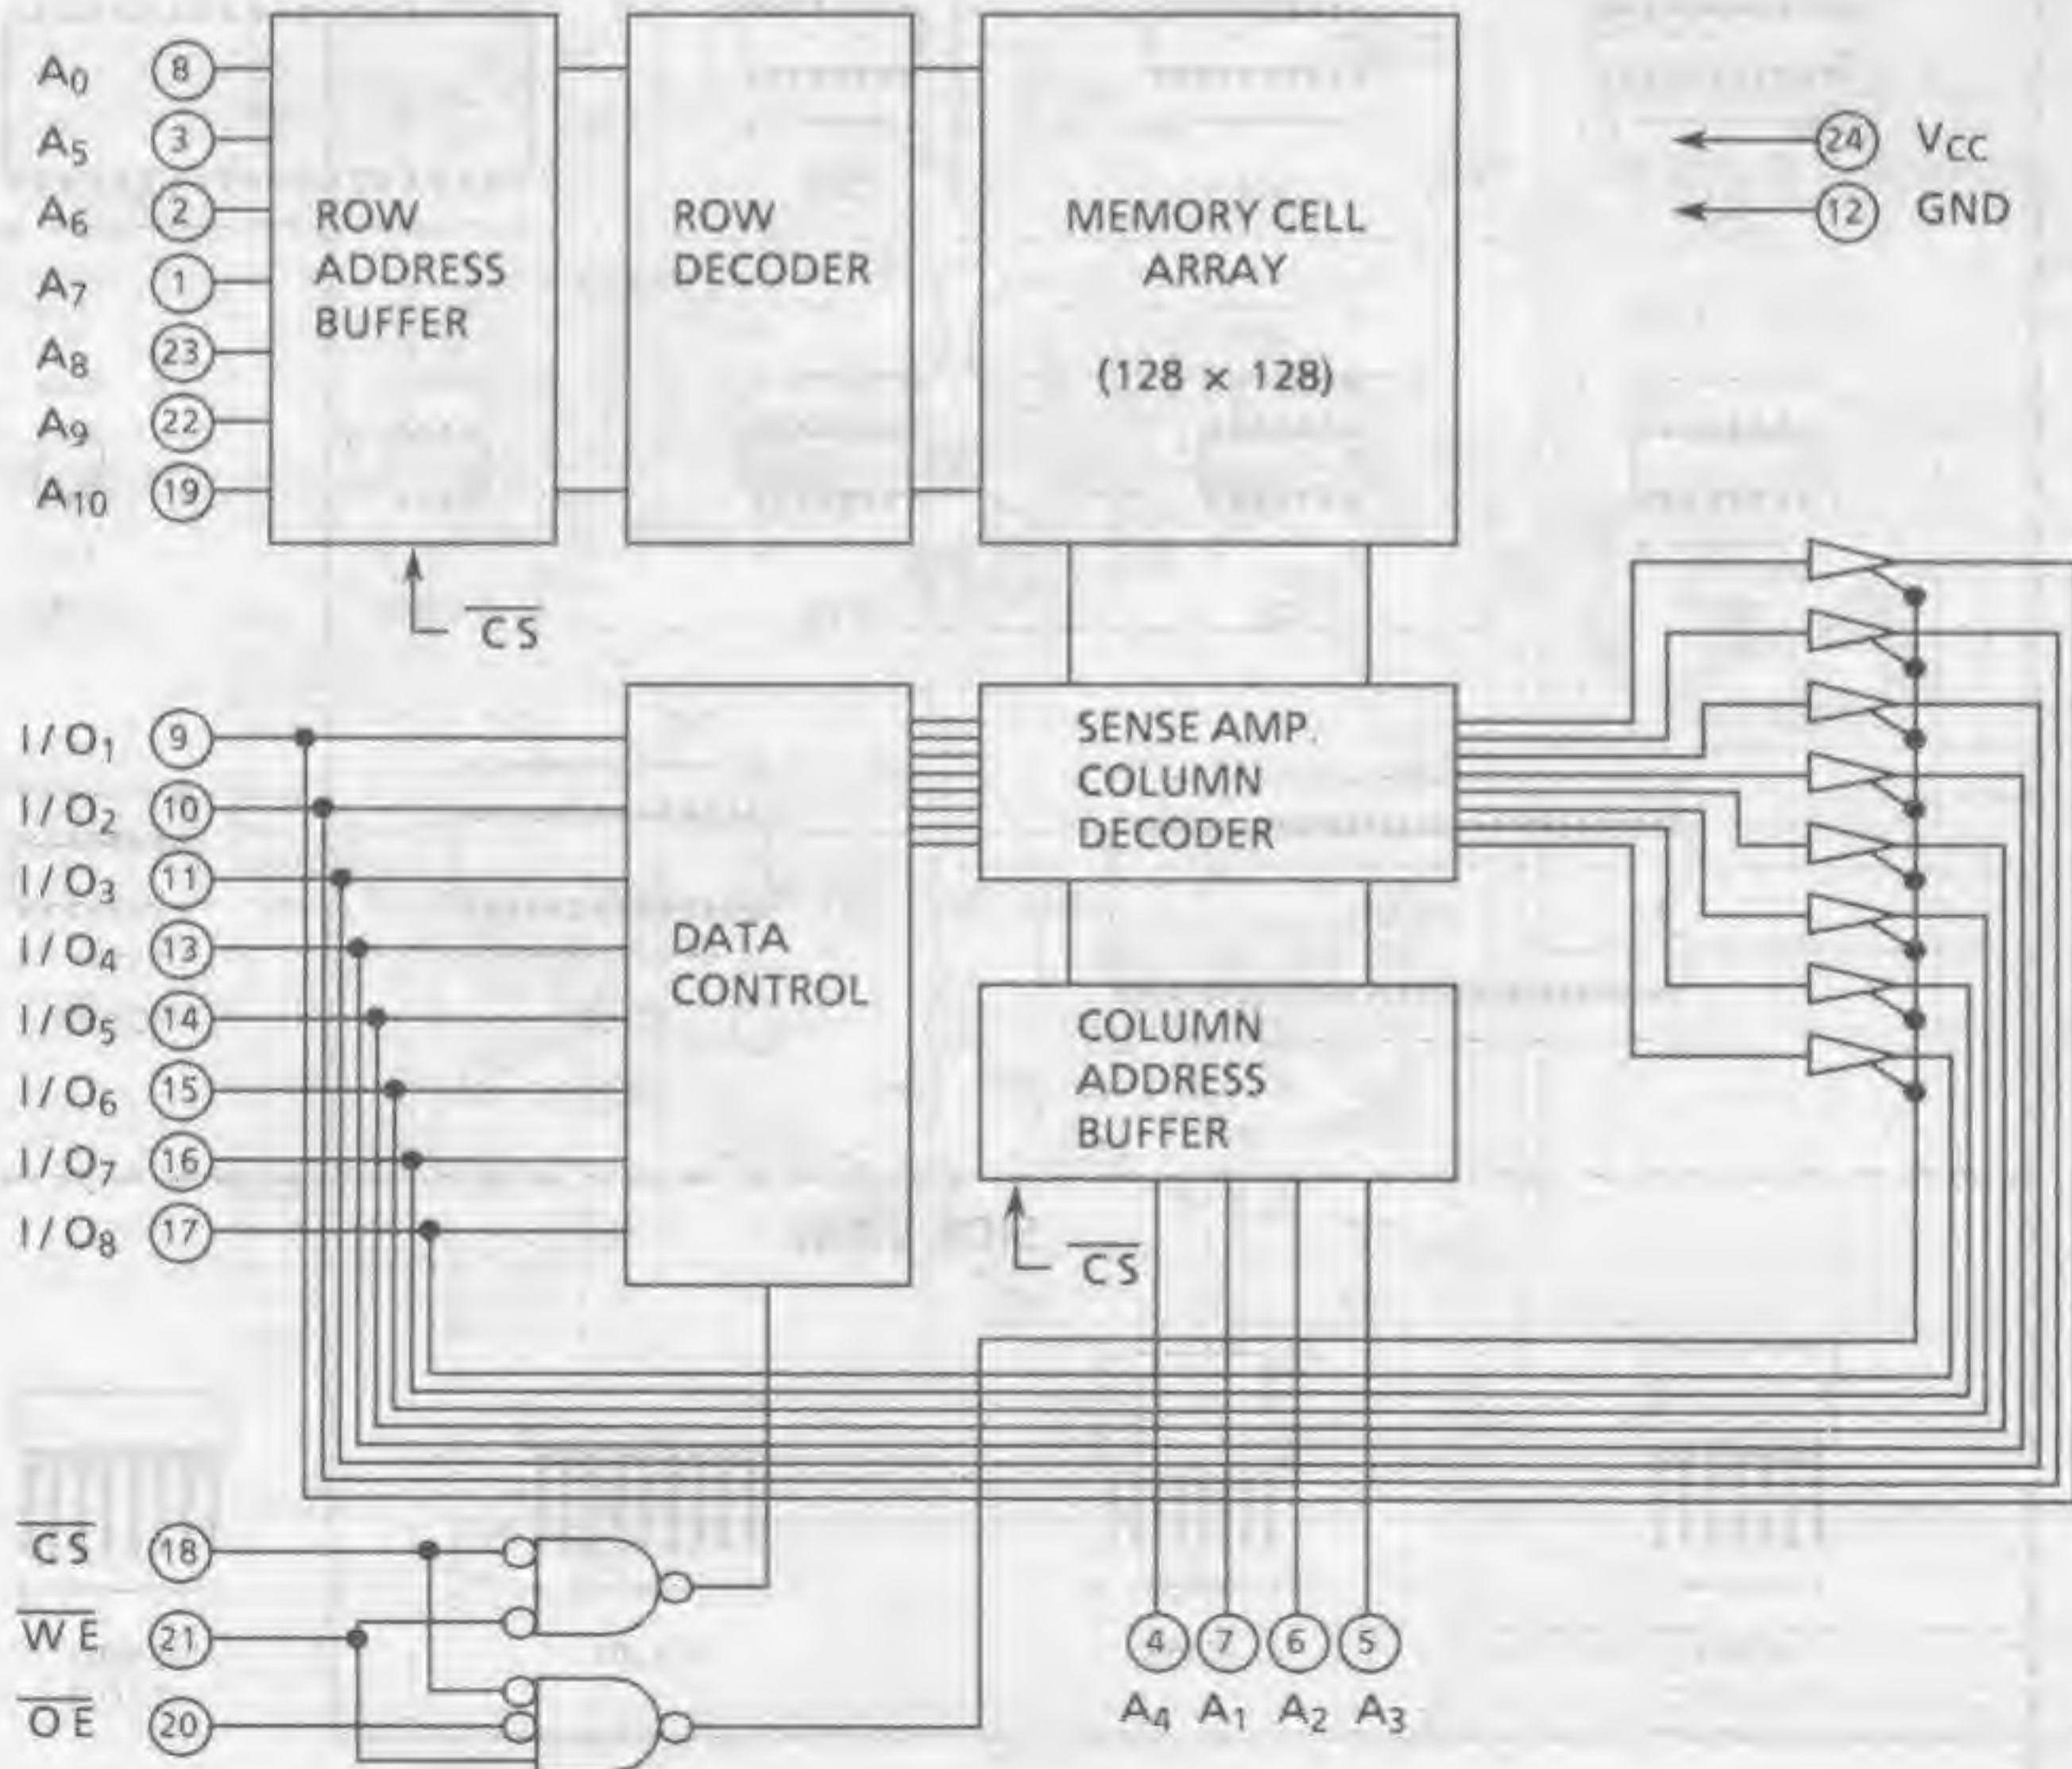 A0 8
A5 3
A6 2
A7 1
A8 23
A9 22
A10 19
ROW
ADDRESS
BUFFER
CS
ROW
DECODER
MEMORY CELL
ARRAY
(128 x 128)
24 VCC
12 GND
I/O1 9
I/O2 10
I/O3 11
I/O4 13
I/O5 14
I/O6 15
I/O7 16
I/O8 17
DATA
CONTROL
SENSE AMP.
COLUMN
DECODER
COLUMN
ADDRESS
BUFFER
CS
CS 18
WE 21
OE 20
4 7 6 5
A4 A1 A2 A3